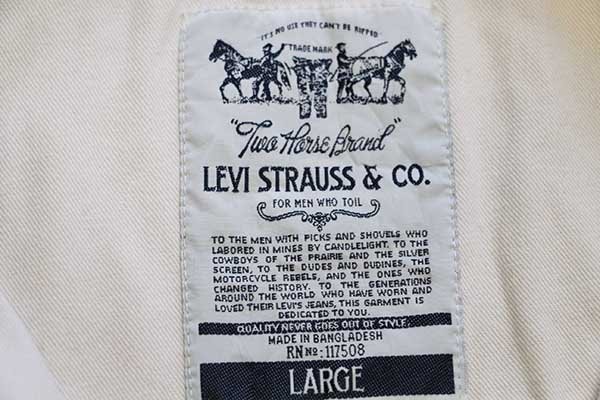 "IT'S NO USE THEY CAN'T BE RIPPED"
TRADE MARK
"Two Horse Brand"
LEVI STRAUSS & CO.
FOR MEN WHO TOIL
TO THE MEN WITH PICKS AND SHOVELS WHO
LABORED IN MINES BY CANDLELIGHT. TO THE
COWBOYS OF THE PRAIRIE AND THE SILVER
SCREEN, TO THE DUDES AND DUDINES, THE
MOTORCYCLE REBELS, AND THE ONES WHO
CHANGED HISTORY. TO THE GENERATIONS
AROUND THE WORLD WHO HAVE WORN AND
LOVED THEIR LEVI'S JEANS, THIS GARMENT IS
DEDICATED TO YOU.
QUALITY NEVER GOES OUT OF STYLE.
MADE IN BANGLADESH
RN Nº: 117508
LARGE